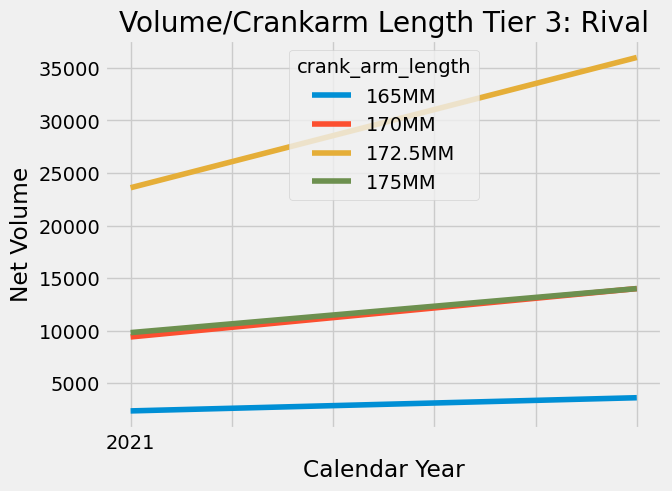 Volume/Crankarm Length Tier 3: Rival
crank_arm_length
165MM
170MM
172.5MM
175MM
35000
30000
25000
20000
15000
10000
5000
Net Volume
2021
Calendar Year